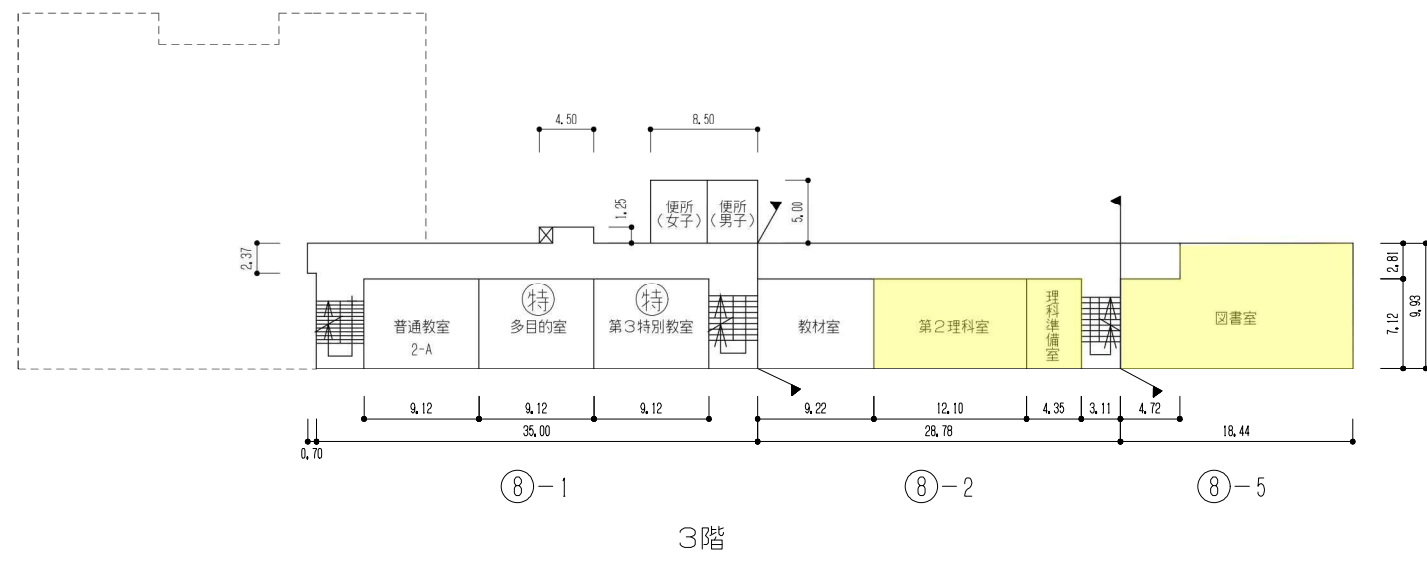 4.50
8.50
1.25
5.00
便所
(女子)
便所
(男子)
2.37
2.81
7.12
9.93
特
特
普通教室
2-A
多目的室
第3特別教室
教材室
第2理科室
理科準備室
図書室
9.12
9.12
9.12
9.22
12.10
4.35
3.11
4.72
0.70
35.00
28.78
18.44
⑧-1
⑧-2
⑧-5
3階